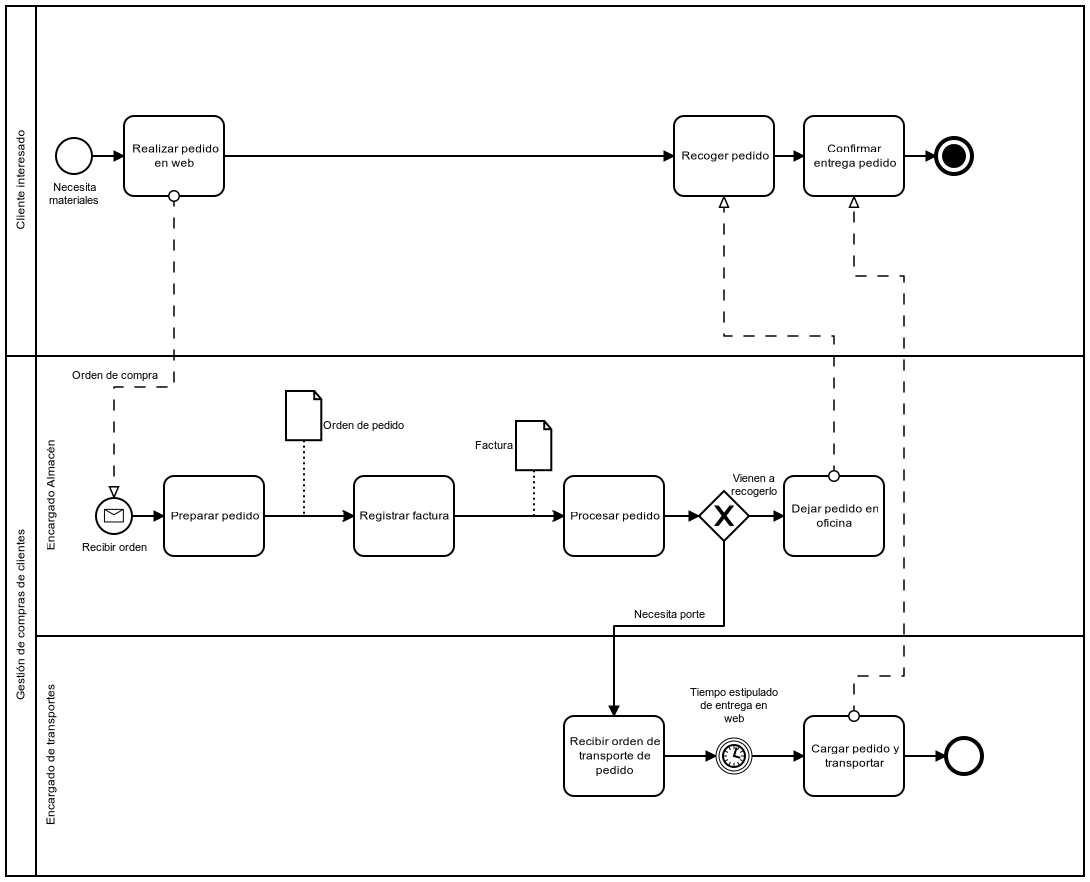 Cliente interesado
Necesita
materiales
Realizar pedido
en web
Recoger pedido
Confirmar
entrega pedido
Gestión de compras de clientes
Encargado Almacén
Orden de compra
Recibir orden
Preparar pedido
Orden de pedido
Registrar factura
Factura
Procesar pedido
Vienen a
recogerlo
Dejar pedido en
oficina
Necesita porte
Encargado de transportes
Recibir orden de
transporte de
pedido
Tiempo estipulado
de entrega en
web
Cargar pedido y
transportar